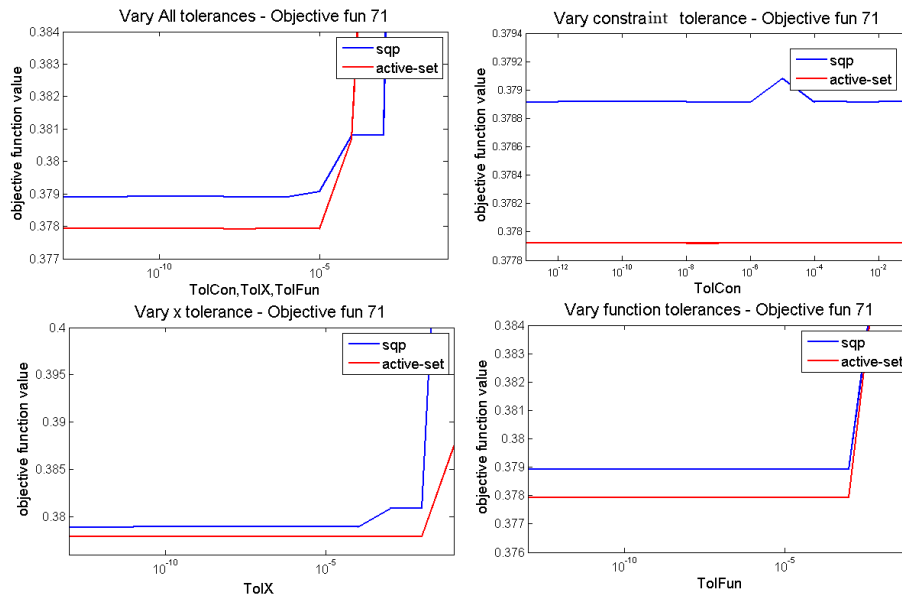 Vary All tolerances - Objective fun 71
0.384
0.383
0.382
0.381
0.38
0.379
0.378
0.377
objective function value
sqp
active-set
10^-10
10^-5
TolCon,TolX,TolFun
Vary constraint tolerance - Objective fun 71
0.3794
0.3792
0.379
0.3788
0.3786
0.3784
0.3782
0.378
0.3778
objective function value
sqp
active-set
10^-12
10^-10
10^-8
10^-6
10^-4
10^-2
TolCon
Vary x tolerance - Objective fun 71
0.4
0.395
0.39
0.385
0.38
objective function value
sqp
active-set
10^-10
10^-5
TolX
Vary function tolerances - Objective fun 71
0.384
0.383
0.382
0.381
0.38
0.379
0.378
0.377
0.376
objective function value
sqp
active-set
10^-10
10^-5
TolFun